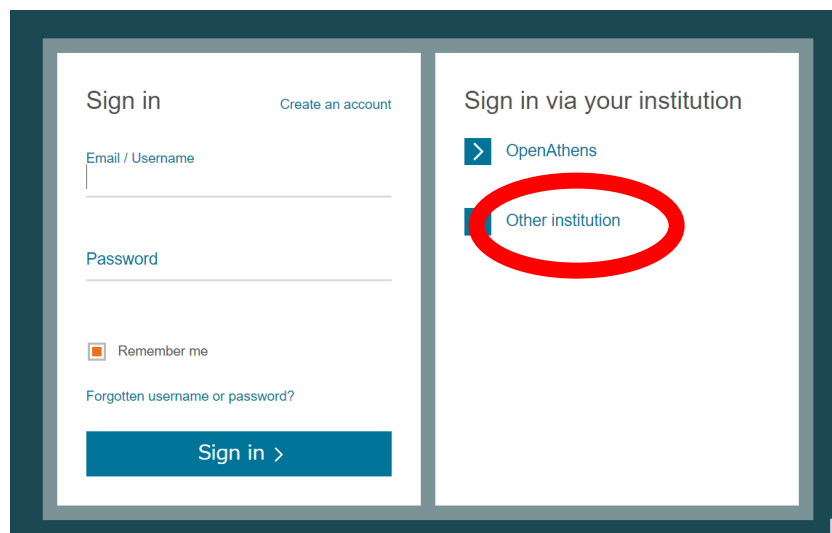 Sign in
Create an account
Email / Username
Password
Remember me
Forgotten username or password?
Sign in
Sign in via your institution
OpenAthens
Other institution